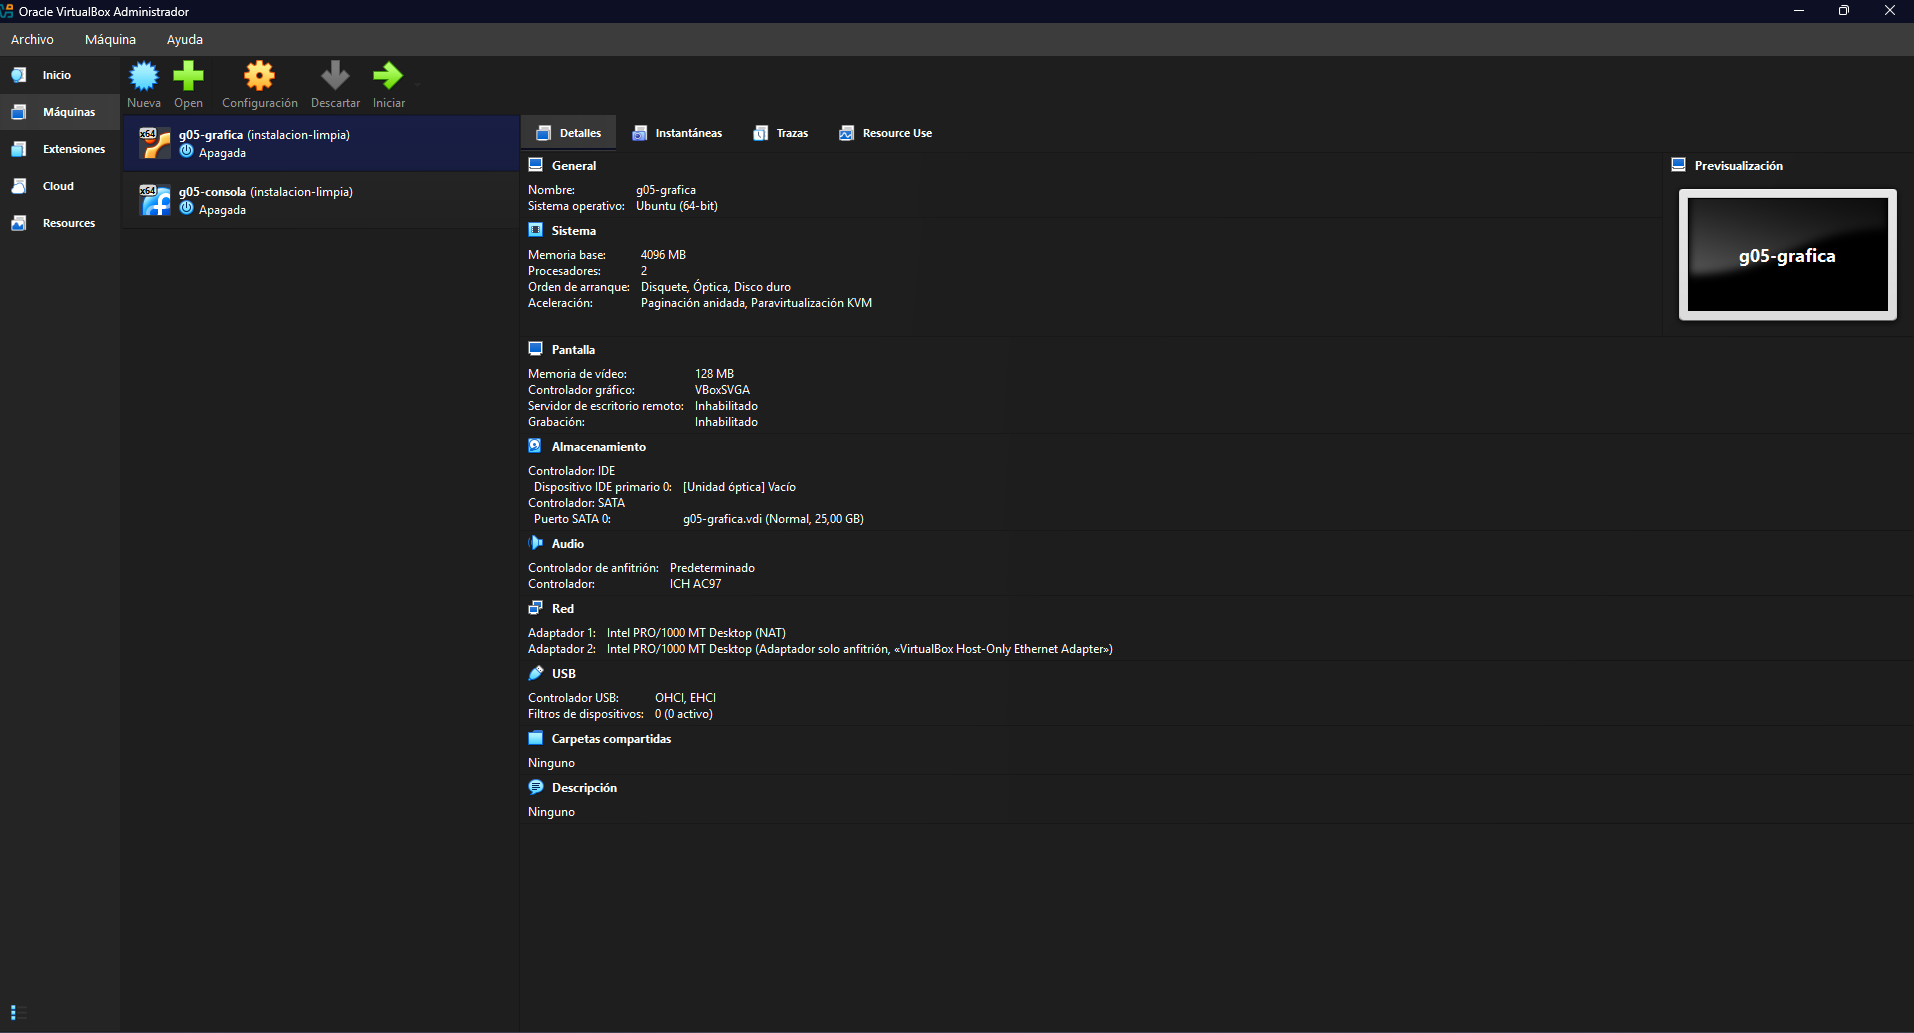 Oracle VirtualBox Administrador
Archivo Máquina Ayuda
Inicio
Máquinas
Extensiones
Cloud
Resources
Nueva Open Configuración Descartar Iniciar
x64 g05-grafica (instalacion-limpia)
Apagada
x64 g05-consola (instalacion-limpia)
Apagada
Detalles Instantáneas Trazas Resource Use
General
Nombre: g05-grafica
Sistema operativo: Ubuntu (64-bit)
Sistema
Memoria base: 4096 MB
Procesadores: 2
Orden de arranque: Disquete, Óptica, Disco duro
Aceleración: Paginación anidada, Paravirtualización KVM
Previsualización
g05-grafica
Pantalla
Memoria de vídeo: 128 MB
Controlador gráfico: VBoxSVGA
Servidor de escritorio remoto: Inhabilitado
Grabación: Inhabilitado
Almacenamiento
Controlador: IDE
Dispositivo IDE primario 0: [Unidad óptica] Vacío
Controlador: SATA
Puerto SATA 0: g05-grafica.vdi (Normal, 25,00 GB)
Audio
Controlador de anfitrión: Predeterminado
Controlador: ICH AC97
Red
Adaptador 1: Intel PRO/1000 MT Desktop (NAT)
Adaptador 2: Intel PRO/1000 MT Desktop (Adaptador solo anfitrión, «VirtualBox Host-Only Ethernet Adapter»)
USB
Controlador USB: OHCI, EHCI
Filtros de dispositivos: 0 (0 activo)
Carpetas compartidas
Ninguno
Descripción
Ninguno